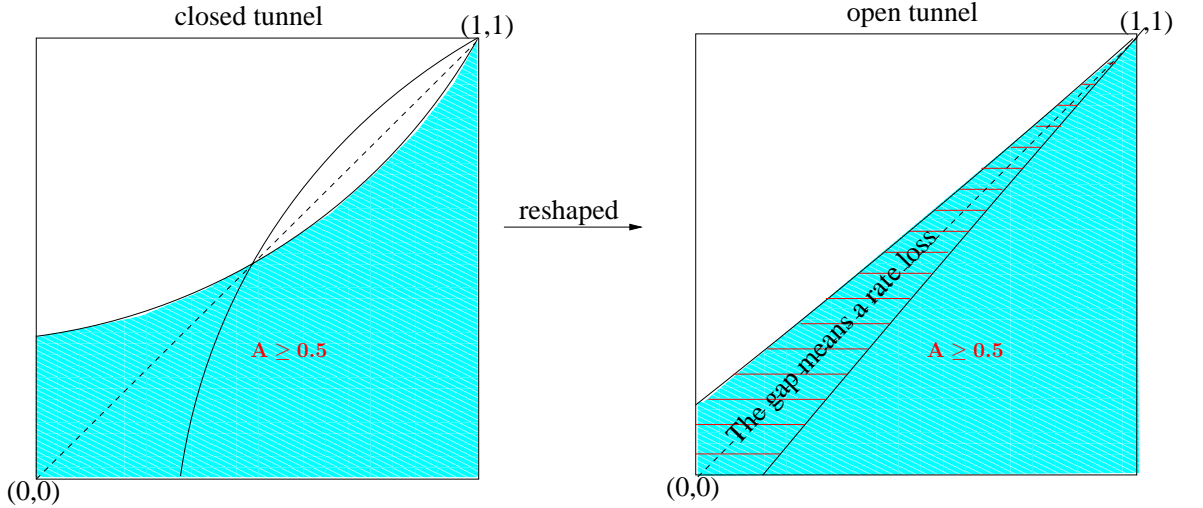 closed tunnel
open tunnel
(1,1)
(1,1)
reshaped
The gap means a rate loss
A ≥ 0.5
A ≥ 0.5
(0,0)
(0,0)